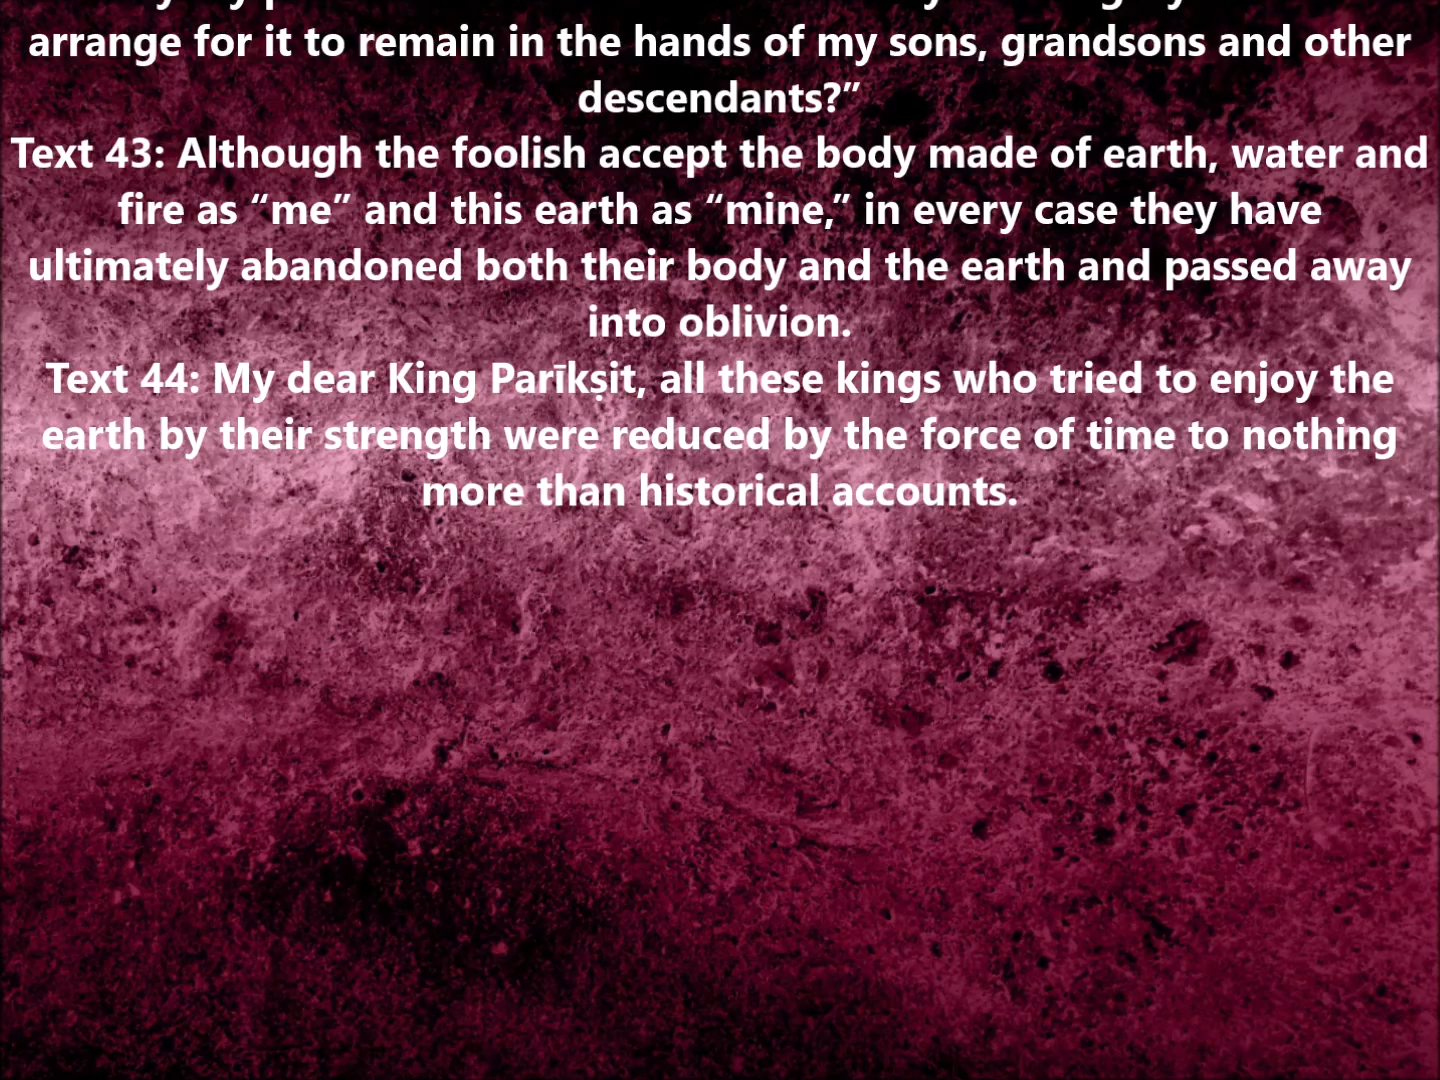 arrange for it to remain in the hands of my sons, grandsons and other
descendants?”
Text 43: Although the foolish accept the body made of earth, water and
fire as “me” and this earth as “mine,” in every case they have
ultimately abandoned both their body and the earth and passed away
into oblivion.
Text 44: My dear King Parīkṣit, all these kings who tried to enjoy the
earth by their strength were reduced by the force of time to nothing
more than historical accounts.